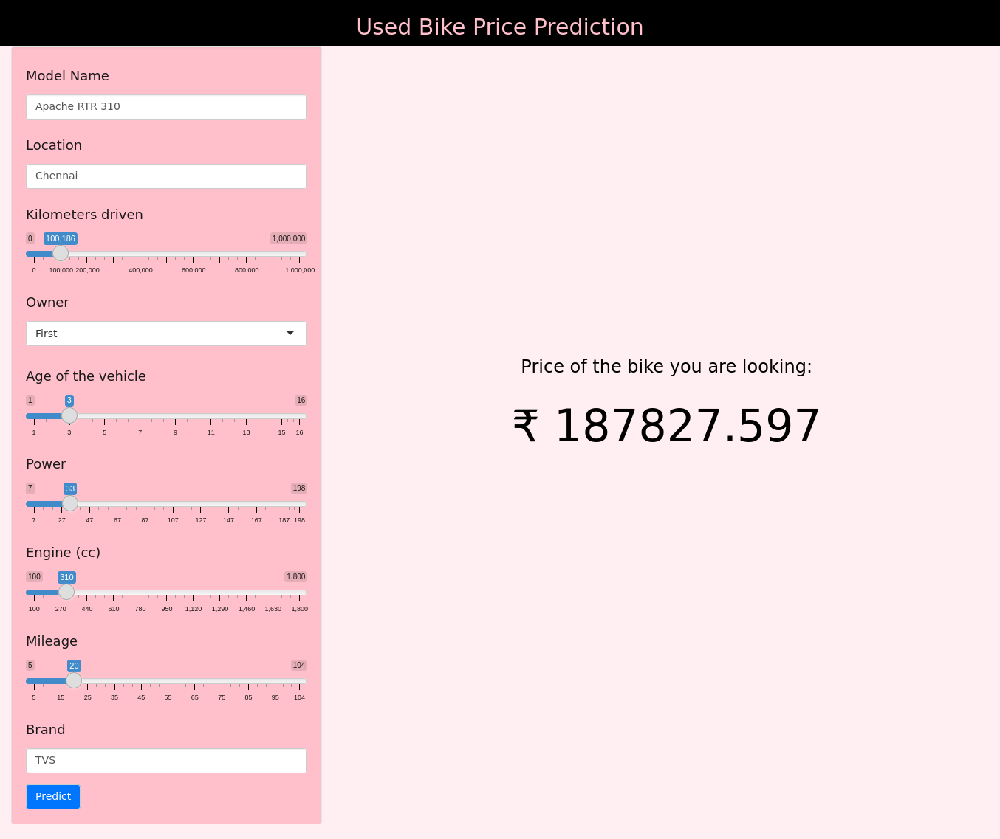 Used Bike Price Prediction
Model Name
Apache RTR 310
Location
Chennai
Kilometers driven
0 100,186 1,000,000
0 100,000 200,000 400,000 600,000 800,000 1,000,000
Owner
First
Age of the vehicle
1 3 16
1 3 5 7 9 11 13 15 16
Power
7 33 198
7 27 47 67 87 107 127 147 167 187 198
Engine (cc)
100 310 1,800
100 270 440 610 780 950 1,120 1,290 1,460 1,630 1,800
Mileage
5 20 104
5 15 25 35 45 55 65 75 85 95 104
Brand
TVS
Predict
Price of the bike you are looking:
₹ 187827.597